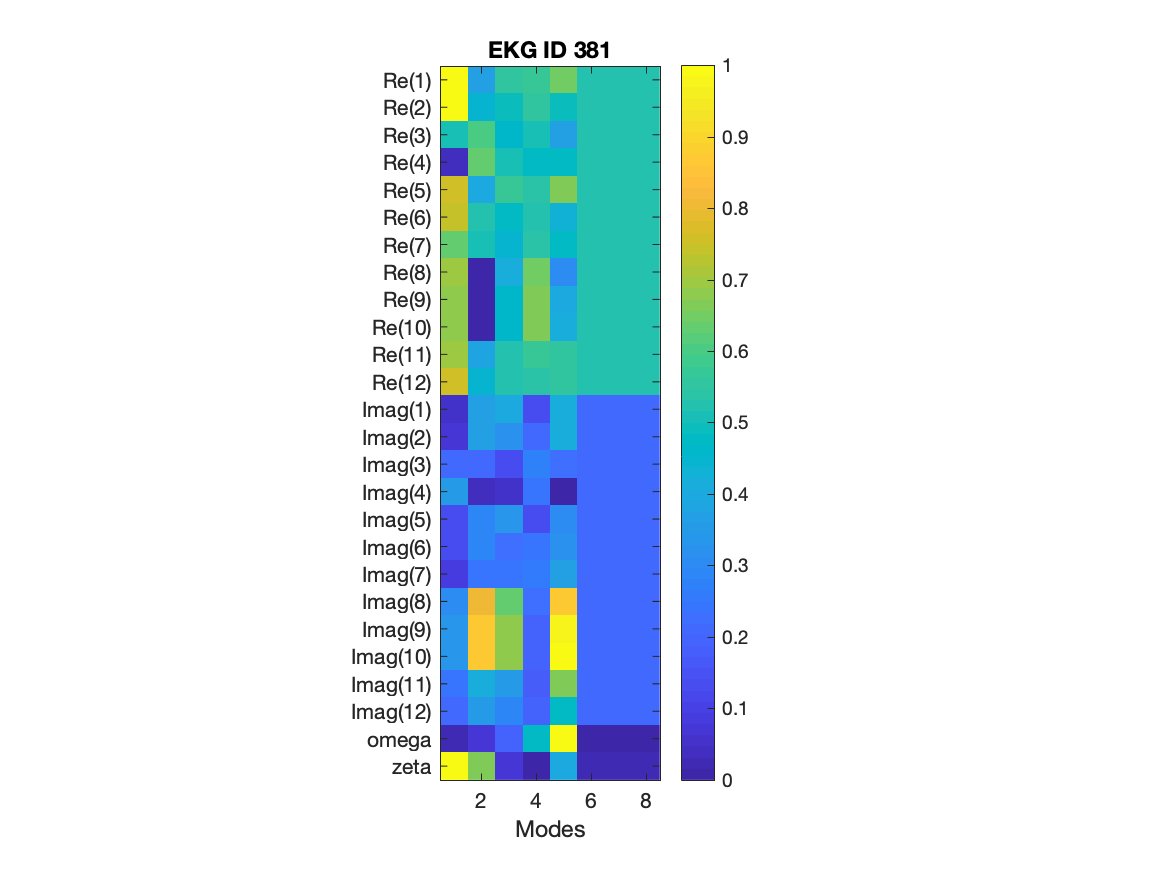 EKG ID 381
Re(1)
Re(2)
Re(3)
Re(4)
Re(5)
Re(6)
Re(7)
Re(8)
Re(9)
Re(10)
Re(11)
Re(12)
Imag(1)
Imag(2)
Imag(3)
Imag(4)
Imag(5)
Imag(6)
Imag(7)
Imag(8)
Imag(9)
Imag(10)
Imag(11)
Imag(12)
omega
zeta
2 4 6 8
Modes
1
0.9
0.8
0.7
0.6
0.5
0.4
0.3
0.2
0.1
0